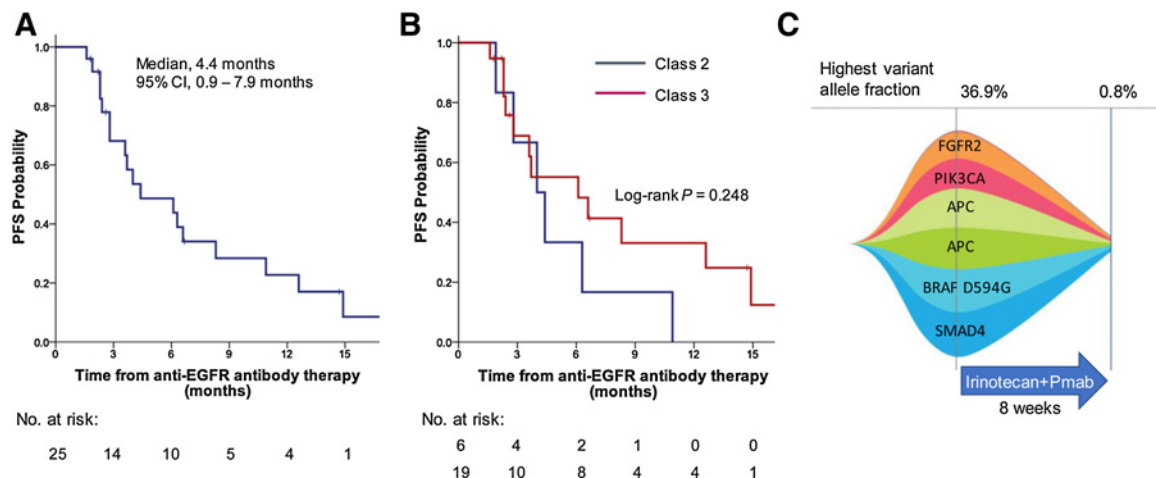 A
Median, 4.4 months
95% CI, 0.9 – 7.9 months
PFS Probability
1.0
0.8
0.6
0.4
0.2
0.0
0 3 6 9 12 15
Time from anti-EGFR antibody therapy
(months)
No. at risk:
25 14 10 5 4 1
B
Class 2
Class 3
Log-rank P = 0.248
PFS Probability
1.0
0.8
0.6
0.4
0.2
0.0
0 3 6 9 12 15
Time from anti-EGFR antibody therapy
(months)
No. at risk:
6 4 2 1 0 0
19 10 8 4 4 1
C
Highest variant
allele fraction 36.9% 0.8%
FGFR2
PIK3CA
APC
APC
BRAF D594G
SMAD4
Irinotecan+Pmab
8 weeks